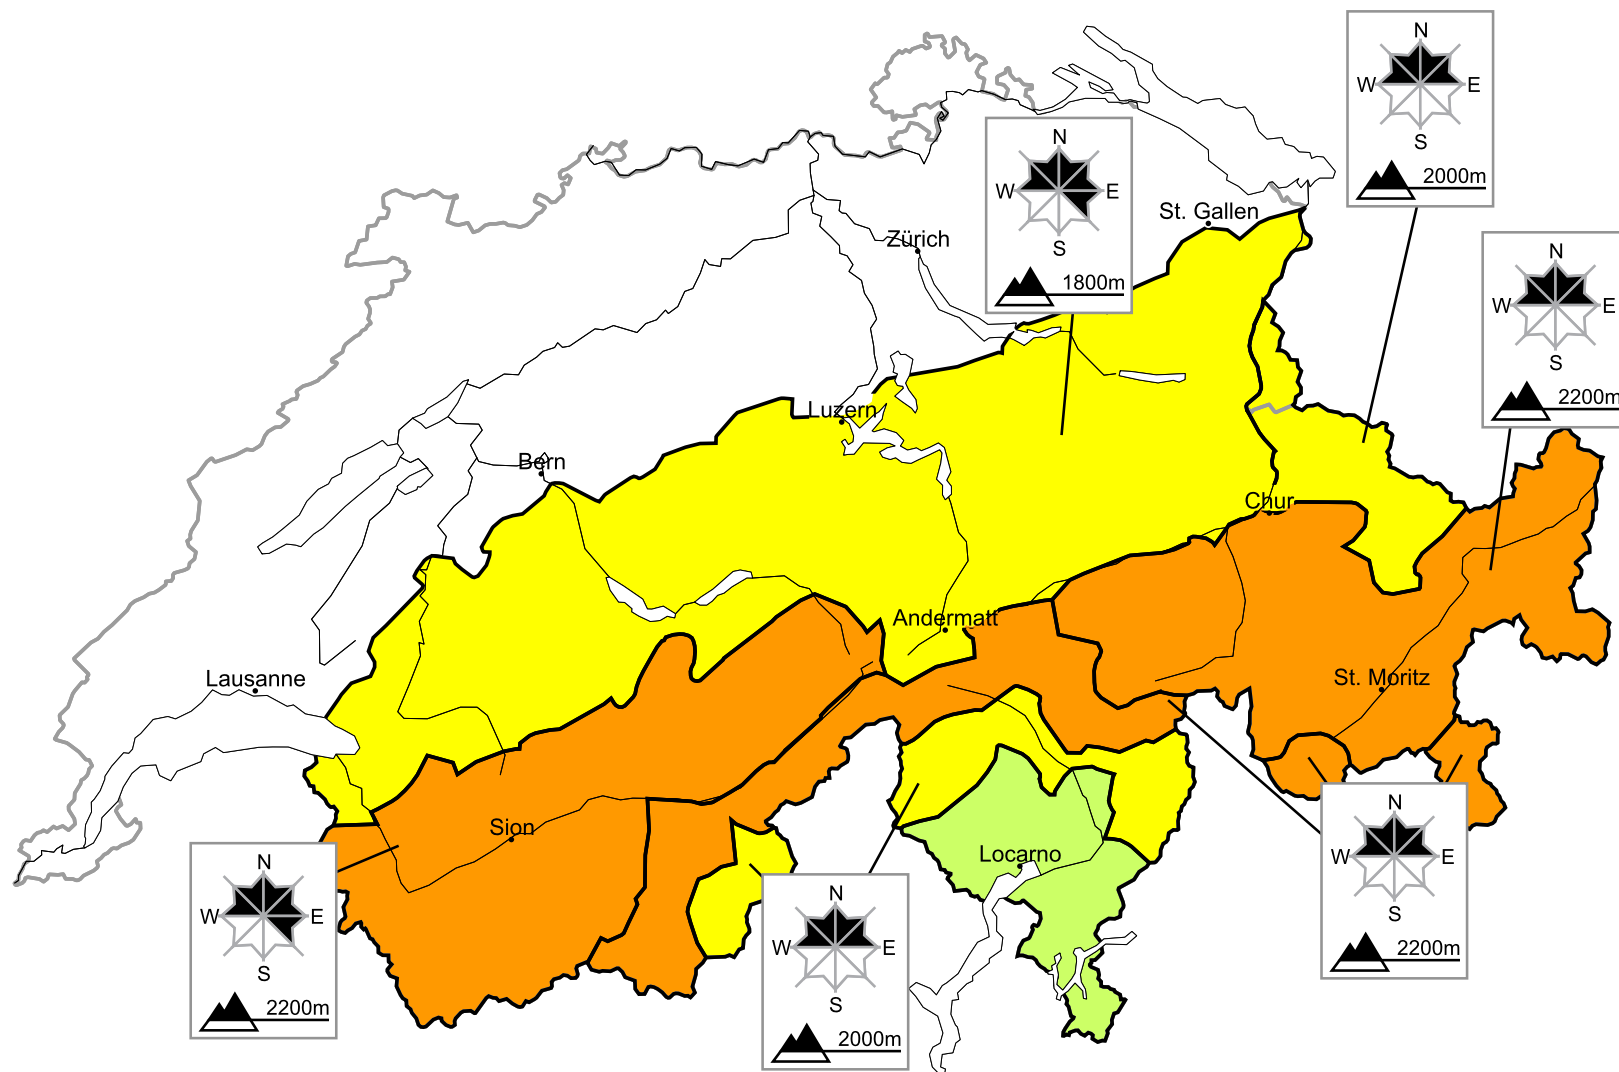 N
W E
S
2000m
N
W E
S
1800m
St. Gallen
Zürich
N
W E
S
2200m
Luzern
Bern
Chur
Andermatt
Lausanne
St. Moritz
Sion
Locarno
N
W E
S
2200m
N
W E
S
2200m
N
W E
S
2000m